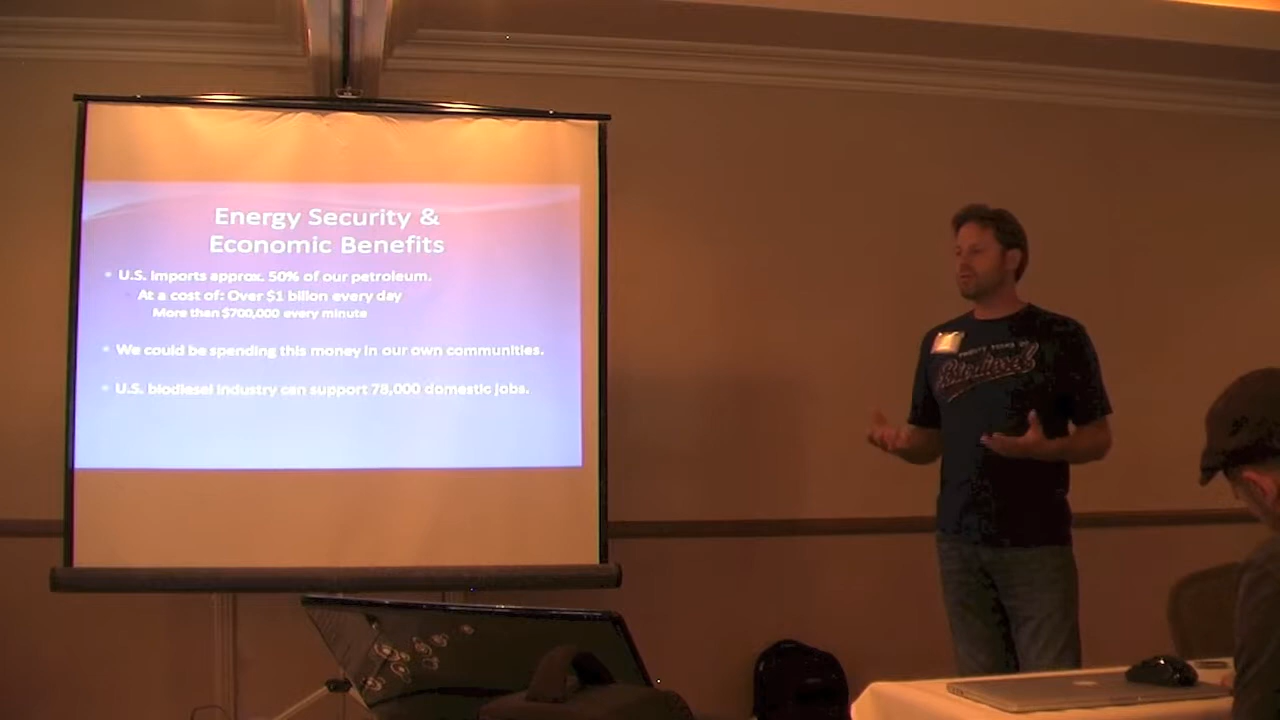 Energy Security &
Economic Benefits
U.S. imports approx. 50% of our petroleum.
At a cost of: Over $1 billion every day
More than $700,000 every minute
We could be spending this money in our own communities.
U.S. biodiesel industry can support 78,000 domestic jobs.
Biodiesel